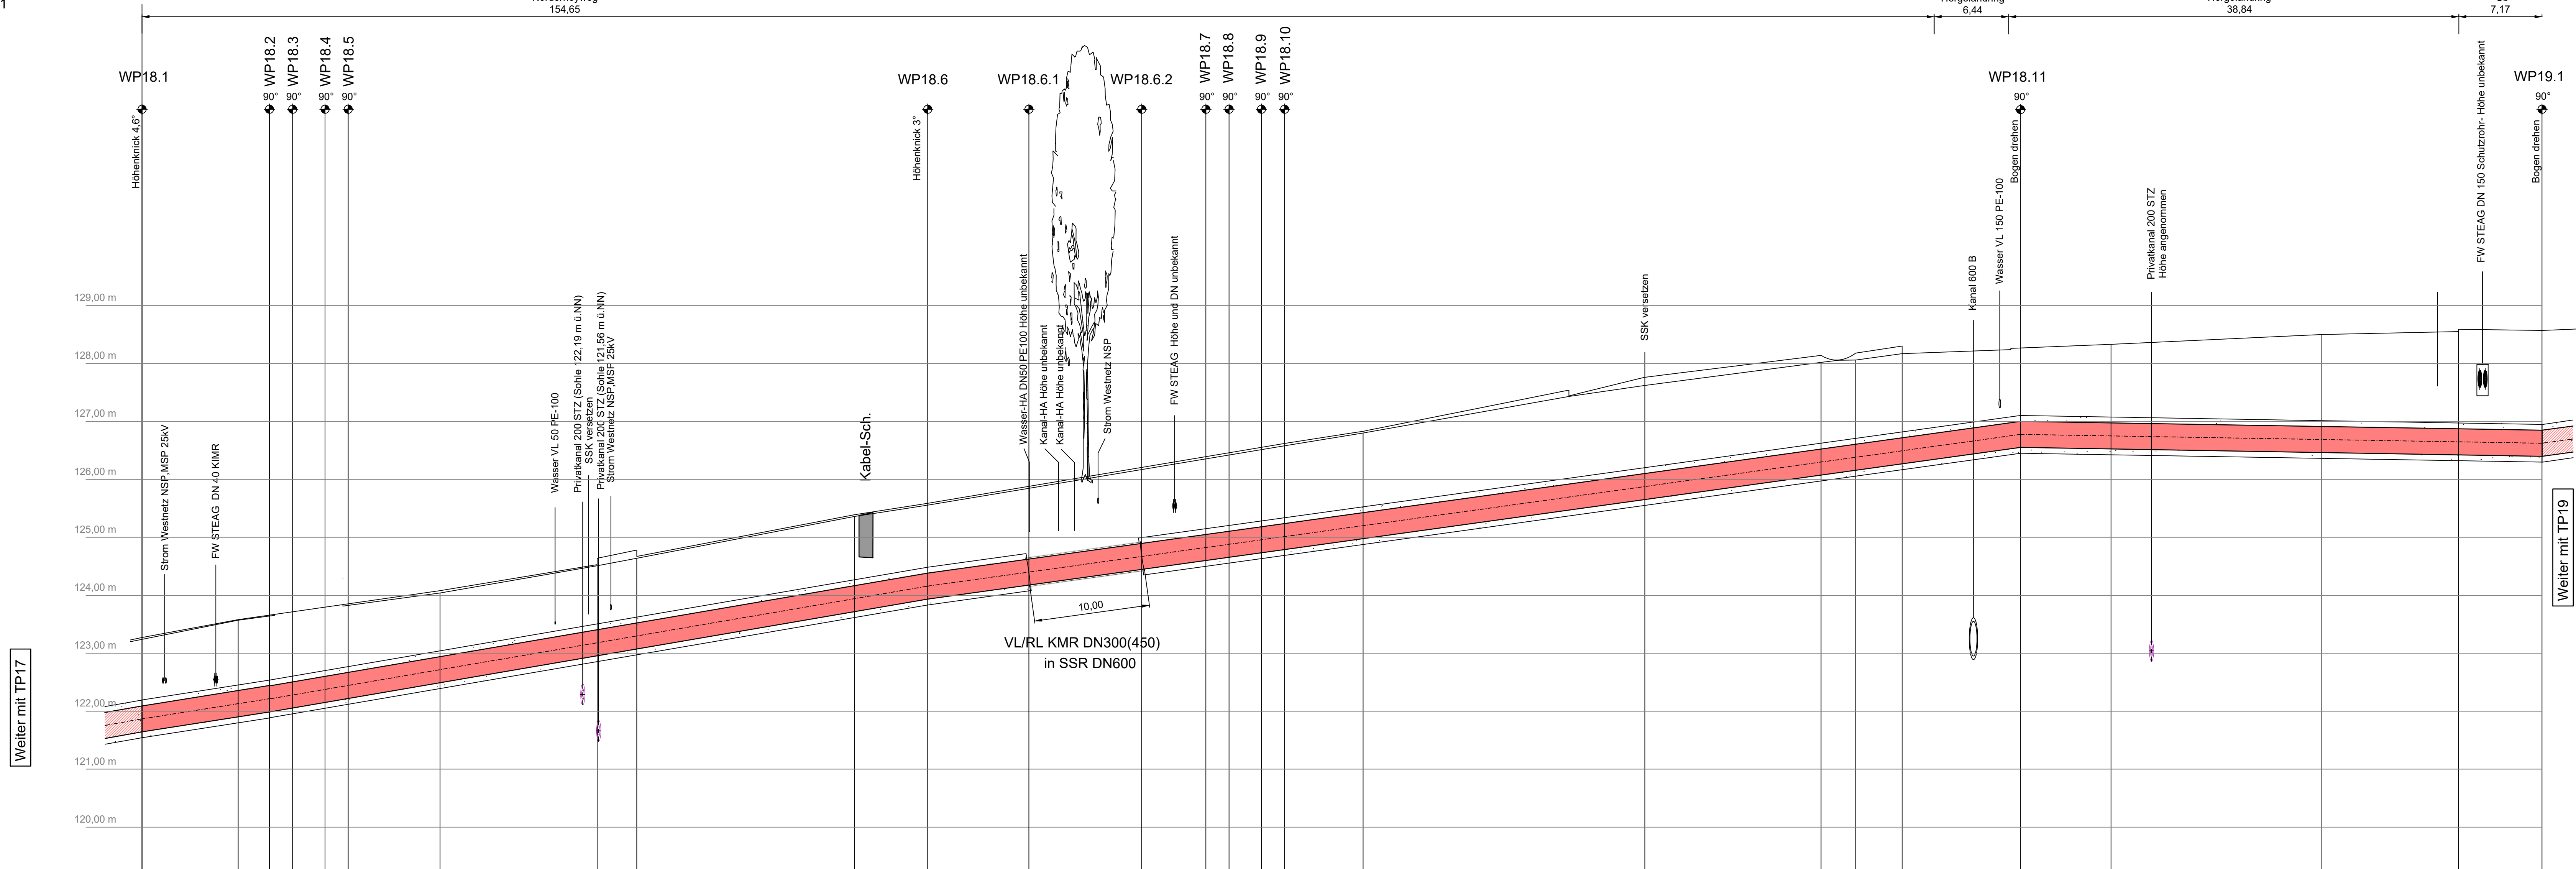 1
154,65
6,44
38,84
7,17
WP18.1
WP18.2
WP18.3
WP18.4
WP18.5
WP18.6
WP18.6.1
WP18.6.2
WP18.7
WP18.8
WP18.9
WP18.10
WP18.11
WP19.1
90°
90°
90°
90°
90°
90°
90°
90°
90°
90°
Höhenknick 4,6°
Höhenknick 3°
Bogen drehen
Bogen drehen
FW STEAG DN 150 Schutzrohr- Höhe unbekannt
129,00 m
128,00 m
127,00 m
126,00 m
125,00 m
124,00 m
123,00 m
122,00 m
121,00 m
120,00 m
Strom Westnetz NSP,MSP 25kV
FW STEAG DN 40 KIMR
Wasser VL 50 PE-100
Privatkanal 200 STZ (Sohle 122,19 m ü.NN)
SSK versetzen
Privatkanal 200 STZ (Sohle 121,56 m ü.NN)
Strom Westnetz NSP,MSP 25kV
Kabel-Sch.
Wasser-HA DN50 PE100 Höhe unbekannt
Kanal-HA Höhe unbekannt
Kanal-HA Höhe unbekannt
Strom Westnetz NSP
FW STEAG Höhe und DN unbekannt
SSK versetzen
Kanal 600 B
Wasser VL 150 PE-100
Privatkanal 200 STZ
Höhe angenommen
10,00
VL/RL KMR DN300(450)
in SSR DN600
Weiter mit TP17
Weiter mit TP19